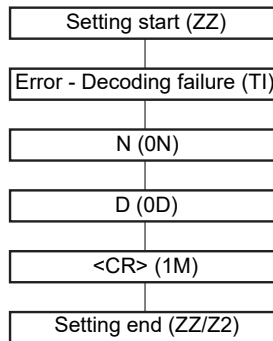 Setting start (ZZ)
Error - Decoding failure (TI)
N (0N)
D (0D)
<CR> (1M)
Setting end (ZZ/Z2)